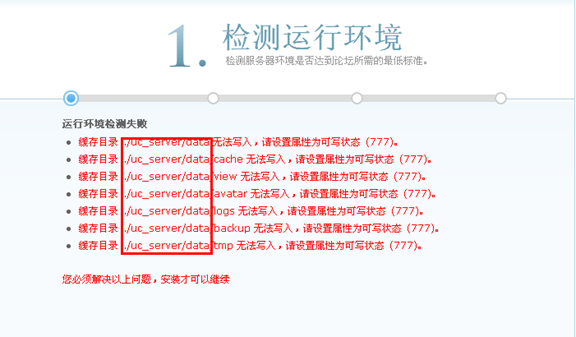 1. 检测运行环境
检测服务器环境是否达到论坛所需的最低标准。
运行环境检测失败
缓存目录 ./uc_server/data 无法写入，请设置属性为可写状态（777)。
缓存目录 ./uc_server/data/cache 无法写入，请设置属性为可写状态（777)。
缓存目录 ./uc_server/data/view 无法写入，请设置属性为可写状态（777)。
缓存目录 ./uc_server/data/avatar 无法写入，请设置属性为可写状态（777)。
缓存目录 ./uc_server/data/logs 无法写入，请设置属性为可写状态（777)。
缓存目录 ./uc_server/data/backup 无法写入，请设置属性为可写状态（777)。
缓存目录 ./uc_server/data/tmp 无法写入，请设置属性为可写状态（777)。
您必须解决以上问题，安装才可以继续